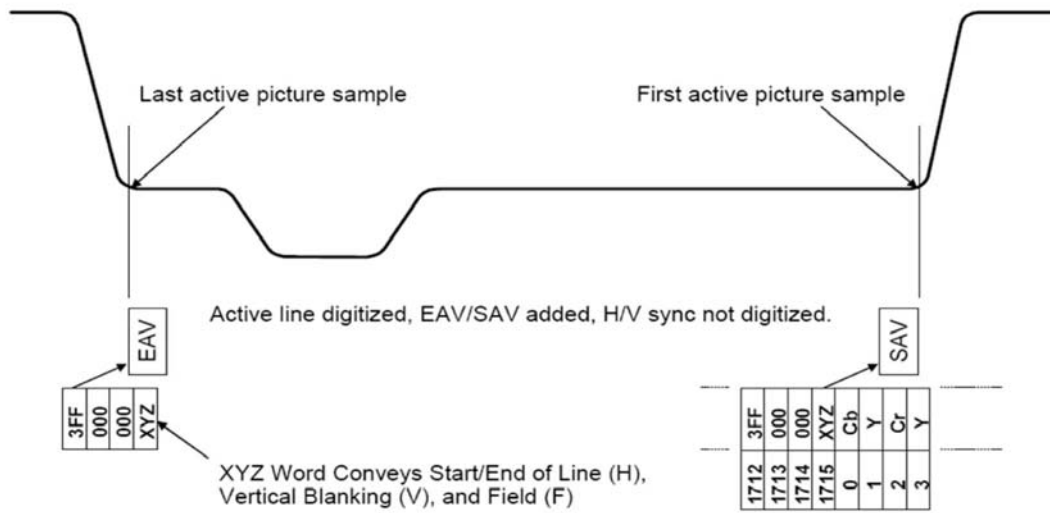 Last active picture sample
First active picture sample
Active line digitized, EAV/SAV added, H/V sync not digitized.
EAV
SAV
3FF
000
000
XYZ
3FF
000
000
XYZ
Cb
Y
Cr
Y
1712
1713
1714
1715
0
1
2
3
XYZ Word Conveys Start/End of Line (H),
Vertical Blanking (V), and Field (F)